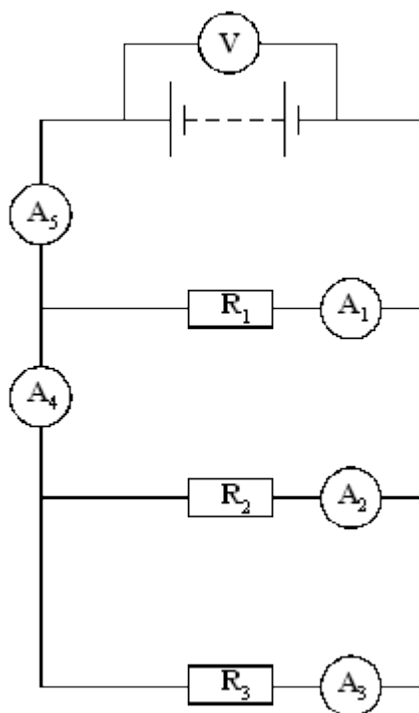 V
A₅
R₁ A₁
A₄
R₂ A₂
R₃ A₃